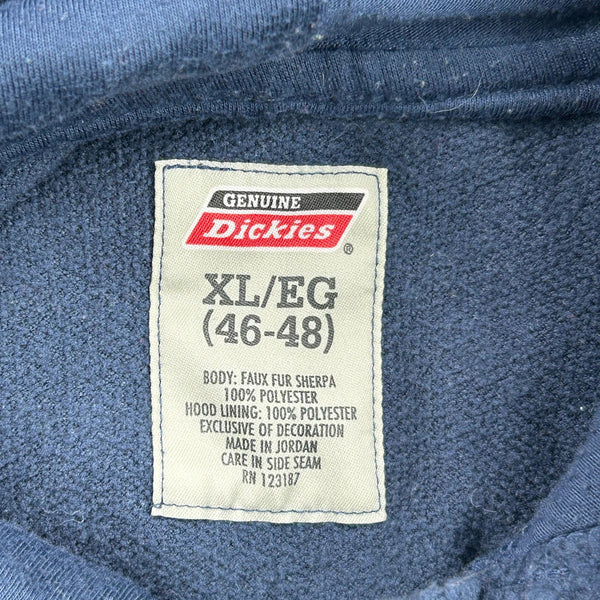 GENUINE
Dickies®
XL/EG
(46-48)
BODY: FAUX FUR SHERPA
100% POLYESTER
HOOD LINING: 100% POLYESTER
EXCLUSIVE OF DECORATION
MADE IN JORDAN
CARE IN SIDE SEAM
RN 123187